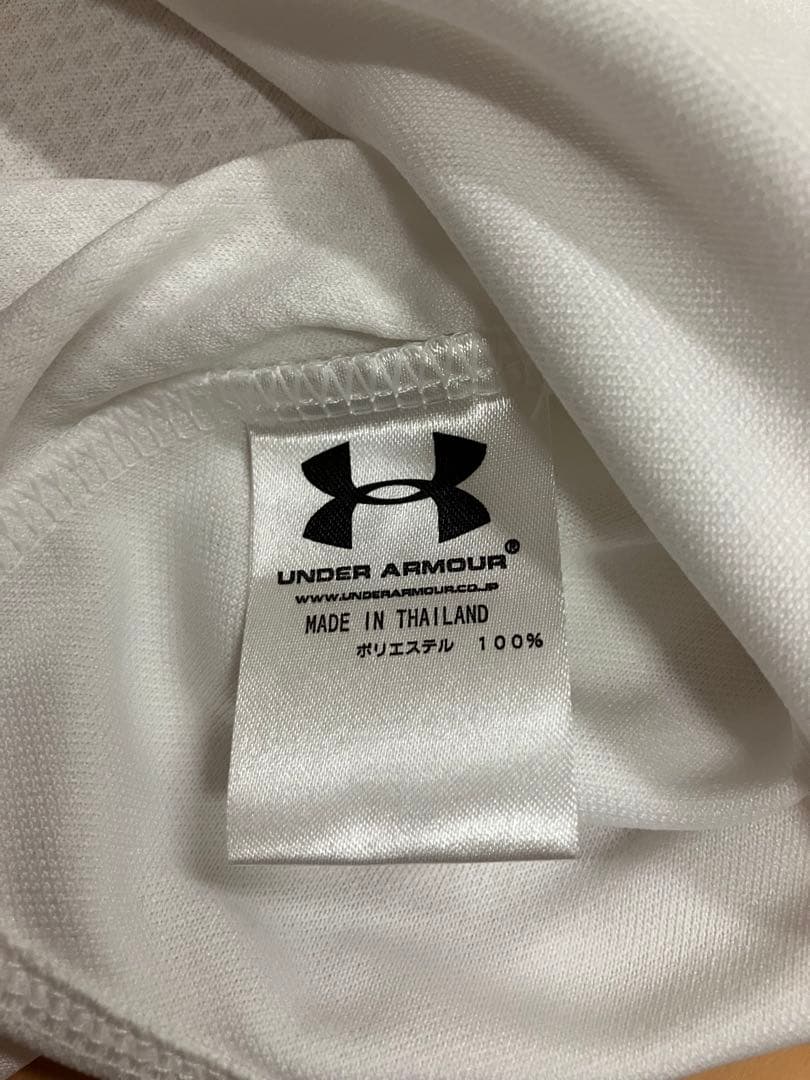 UNDER ARMOUR®
WWW.UNDERARMOUR.CO.JP
MADE IN THAILAND
ポリエステル 100%